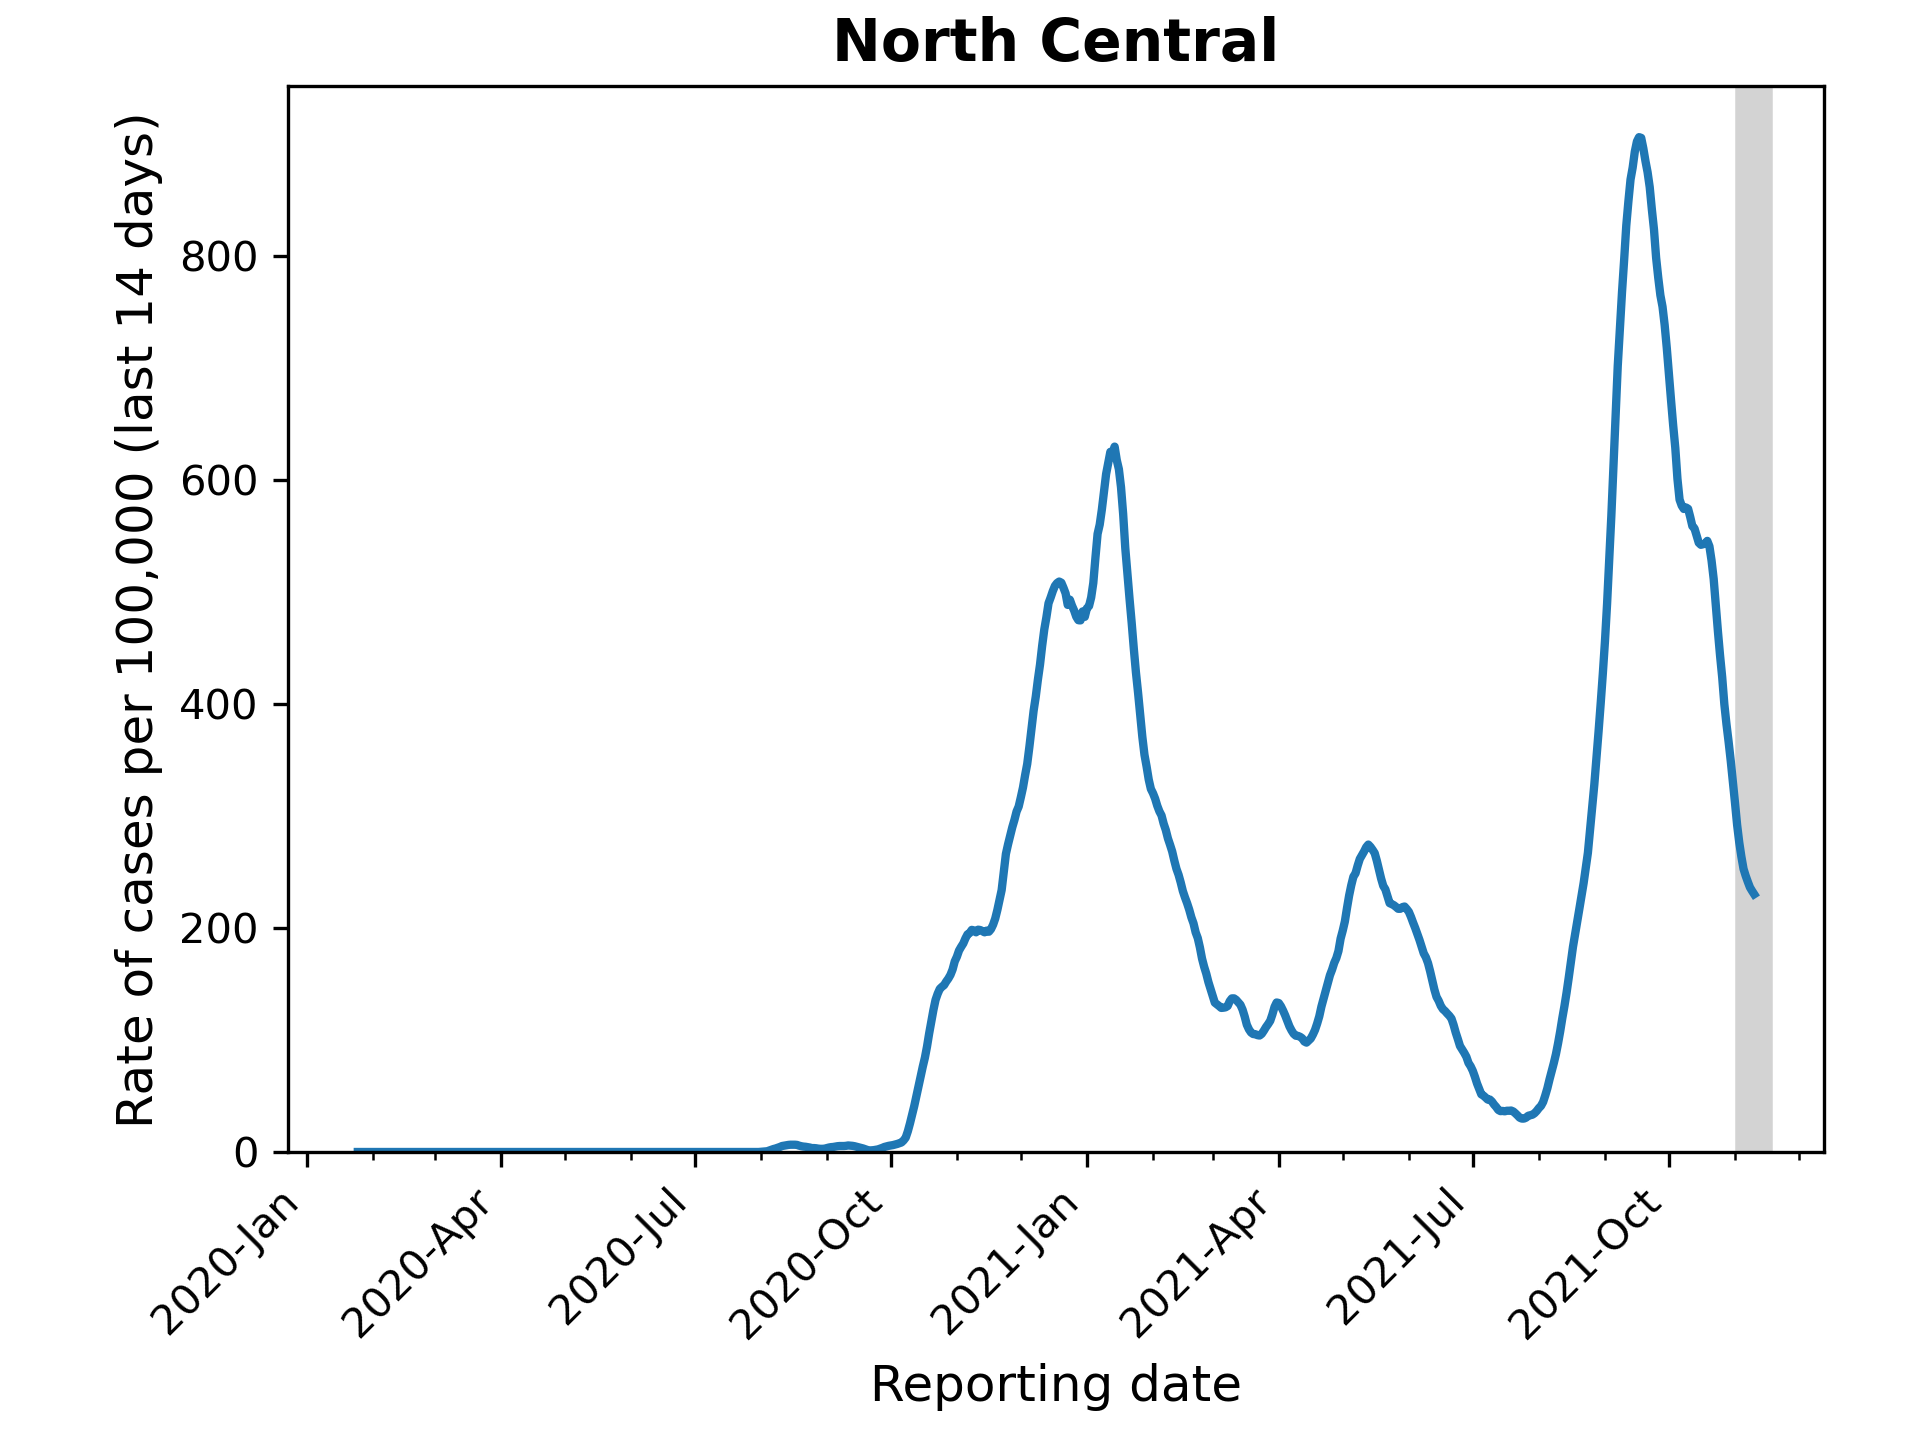 North Central
Rate of cases per 100,000 (last 14 days)
800
600
400
200
0
2020-Jan
2020-Apr
2020-Jul
2020-Oct
2021-Jan
2021-Apr
2021-Jul
2021-Oct
Reporting date